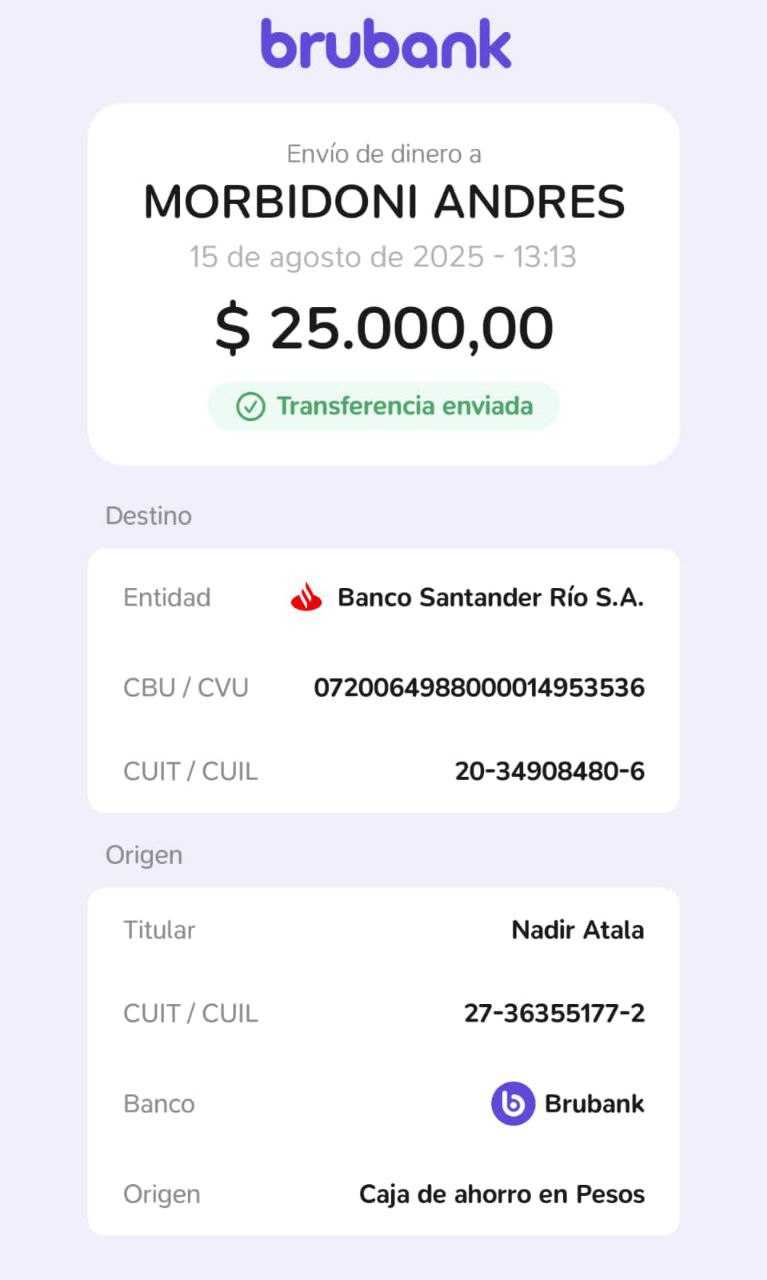 brubank
Envío de dinero a
MORBIDONI ANDRES
15 de agosto de 2025 - 13:13
$ 25.000,00
Transferencia enviada
Destino
Entidad Banco Santander Río S.A.
CBU / CVU 0720064988000014953536
CUIT / CUIL 20-34908480-6
Origen
Titular Nadir Atala
CUIT / CUIL 27-36355177-2
Banco Brubank
Origen Caja de ahorro en Pesos